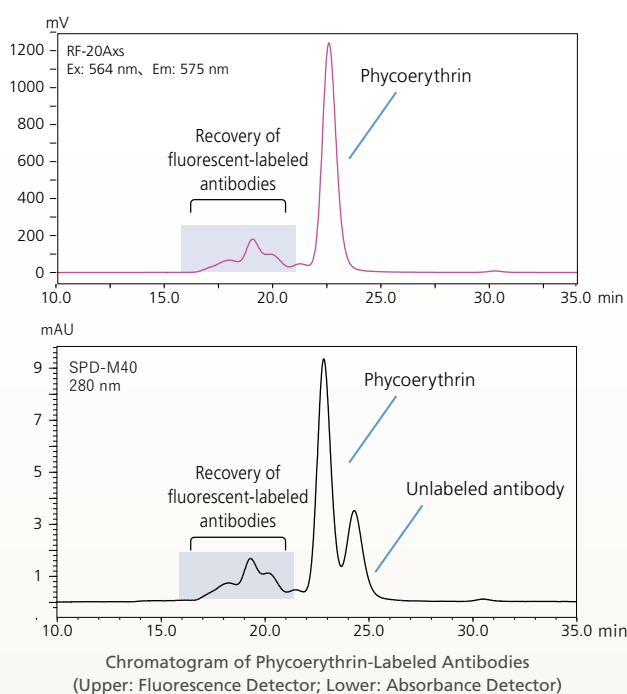 mV
1200
1000
800
600
400
200
0
RF-20Axs
Ex: 564 nm、Em: 575 nm
Phycoerythrin
Recovery of
fluorescent-labeled
antibodies
10.0 15.0 20.0 25.0 30.0 35.0 min
mAU
9
7
5
3
1
SPD-M40
280 nm
Phycoerythrin
Recovery of
fluorescent-labeled
antibodies
Unlabeled antibody
10.0 15.0 20.0 25.0 30.0 35.0 min
Chromatogram of Phycoerythrin-Labeled Antibodies
(Upper: Fluorescence Detector; Lower: Absorbance Detector)